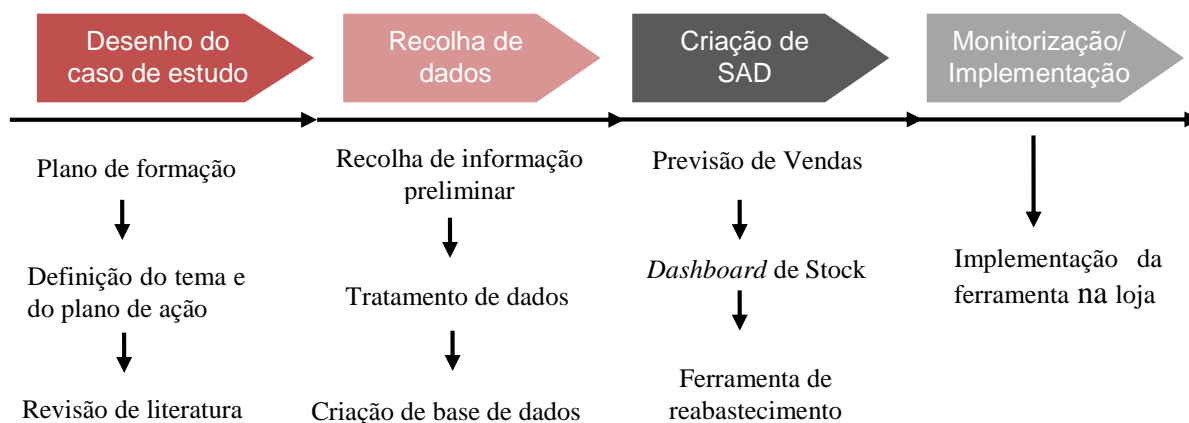 Desenho do
caso de estudo
Recolha de
dados
Criação de
SAD
Monitorização/
Implementação
Plano de formação
Definição do tema e
do plano de ação
Revisão de literatura
Recolha de informação
preliminar
Tratamento de dados
Criação de base de dados
Previsão de Vendas
Dashboard de Stock
Ferramenta de
reabastecimento
Implementação da
ferramenta na loja